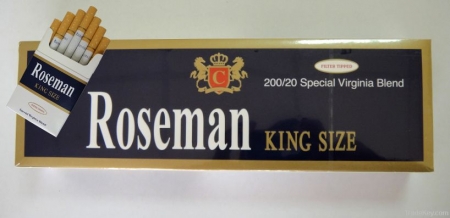 Roseman
KING SIZE
C
200/20 Special Virginia Blend
Roseman KING SIZE